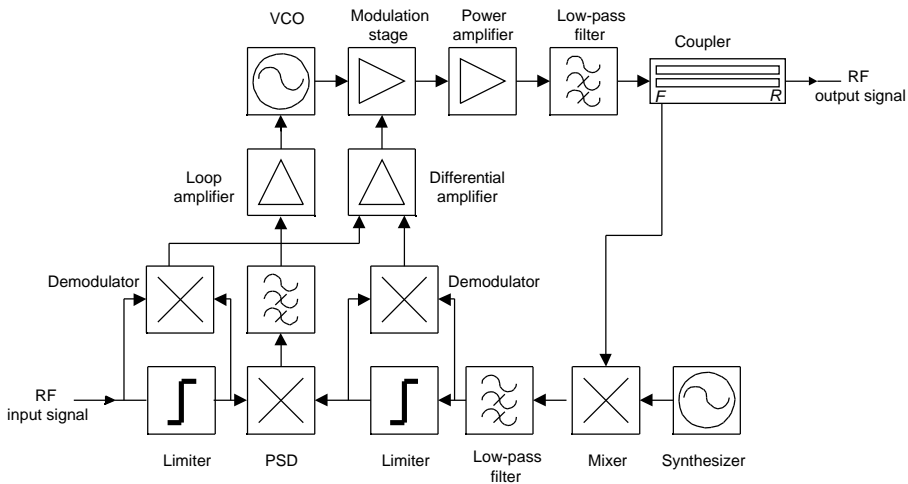 VCO
Modulation
stage
Power
amplifier
Low-pass
filter
Coupler
F
R
RF
output signal
Loop
amplifier
Differential
amplifier
Demodulator
Demodulator
RF
input signal
Limiter
PSD
Limiter
Low-pass
filter
Mixer
Synthesizer